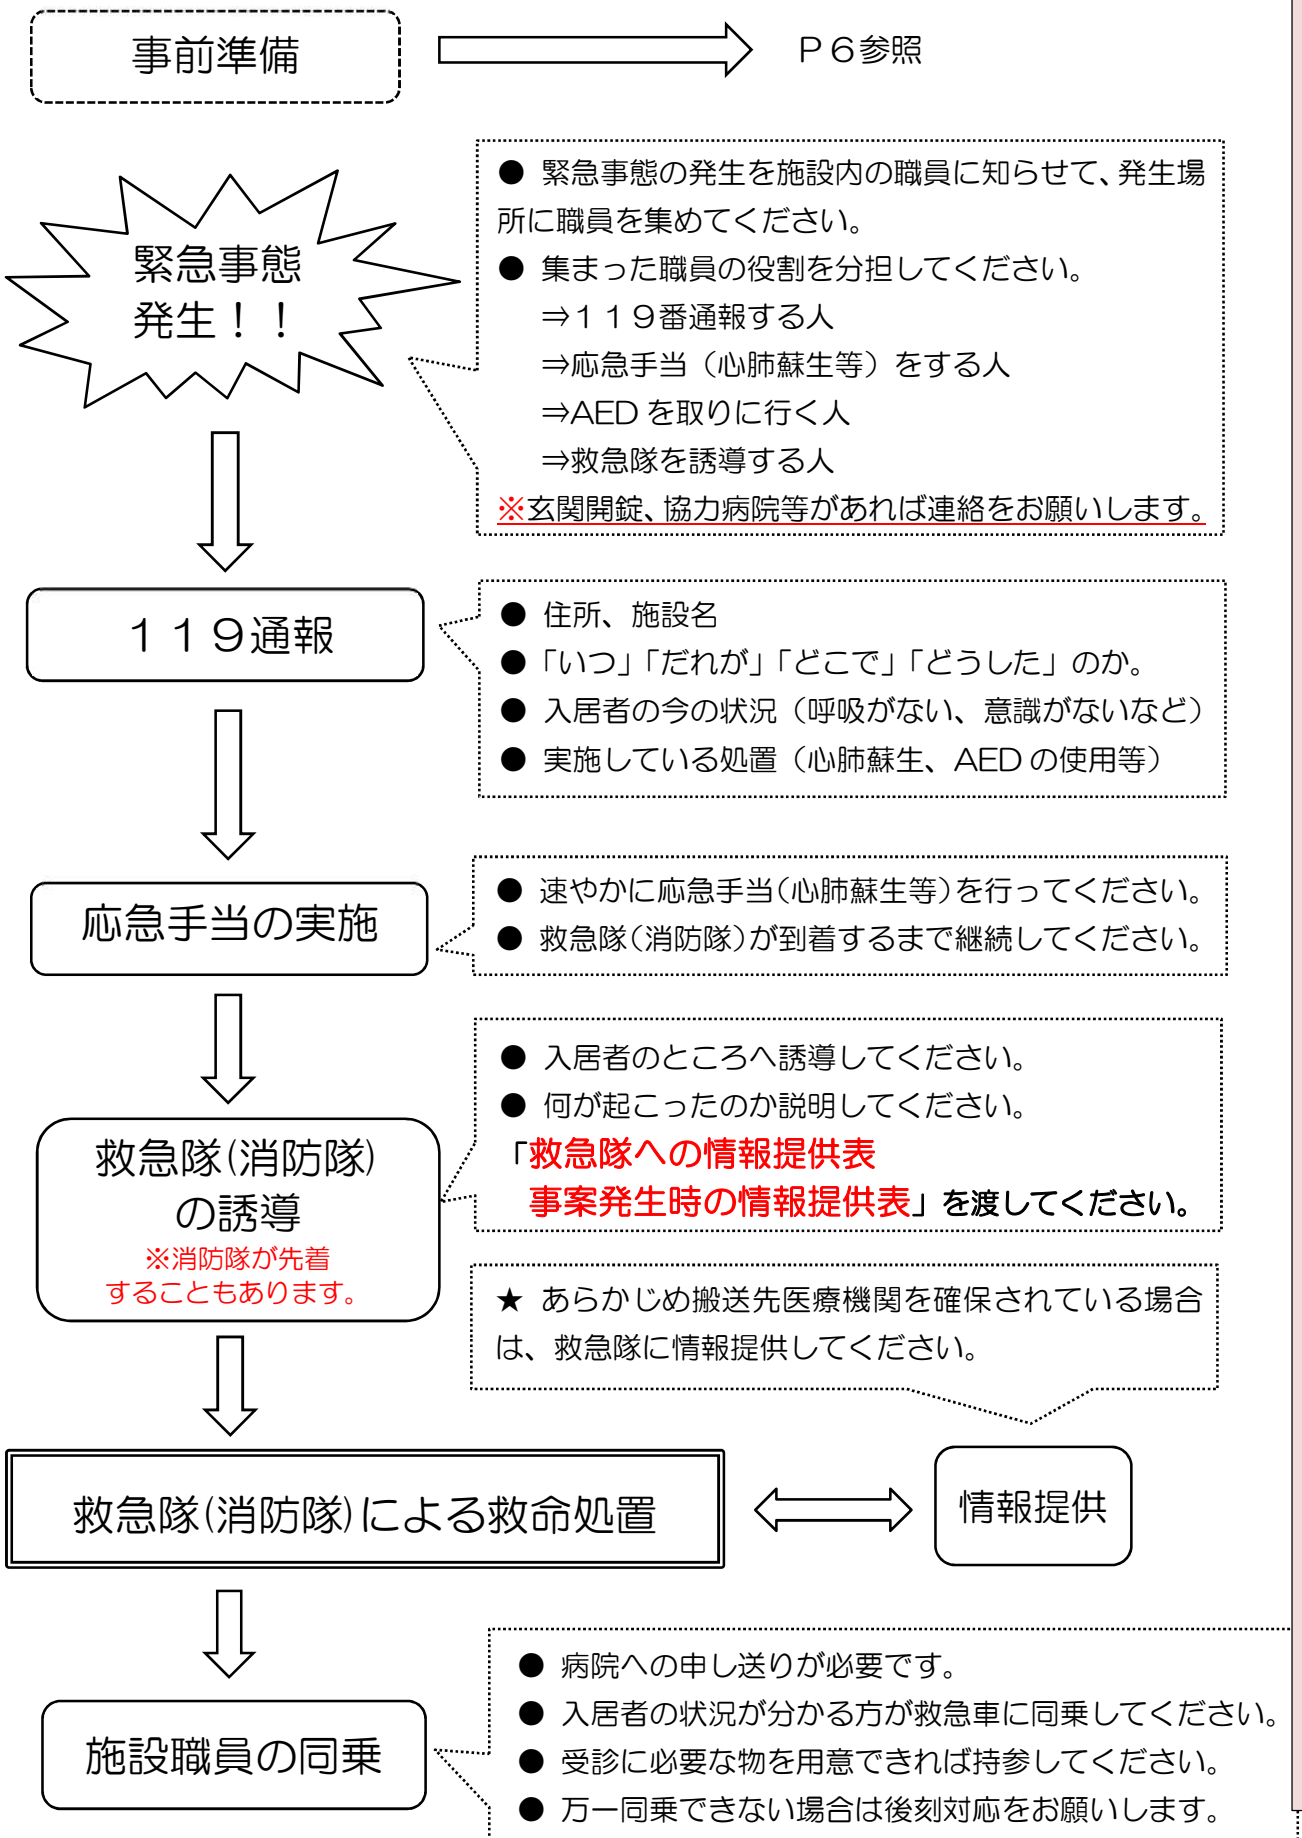 事前準備
Ｐ６参照
緊急事態
発生！！
● 緊急事態の発生を施設内の職員に知らせて、発生場
所に職員を集めてください。
● 集まった職員の役割を分担してください。
⇒１１９番通報する人
⇒応急手当（心肺蘇生等）をする人
⇒AED を取りに行く人
⇒救急隊を誘導する人
※玄関開錠、協力病院等があれば連絡をお願いします。
１１９通報
● 住所、施設名
●「いつ」「だれが」「どこで」「どうした」のか。
● 入居者の今の状況（呼吸がない、意識がないなど）
● 実施している処置（心肺蘇生、AED の使用等）
応急手当の実施
● 速やかに応急手当(心肺蘇生等)を行ってください。
● 救急隊(消防隊)が到着するまで継続してください。
救急隊(消防隊)
の誘導
※消防隊が先着
することもあります。
● 入居者のところへ誘導してください。
● 何が起こったのか説明してください。
「救急隊への情報提供表
事案発生時の情報提供表」を渡してください。
★ あらかじめ搬送先医療機関を確保されている場合
は、救急隊に情報提供してください。
救急隊(消防隊)による救命処置
情報提供
施設職員の同乗
● 病院への申し送りが必要です。
● 入居者の状況が分かる方が救急車に同乗してください。
● 受診に必要な物を用意できれば持参してください。
● 万一同乗できない場合は後刻対応をお願いします。